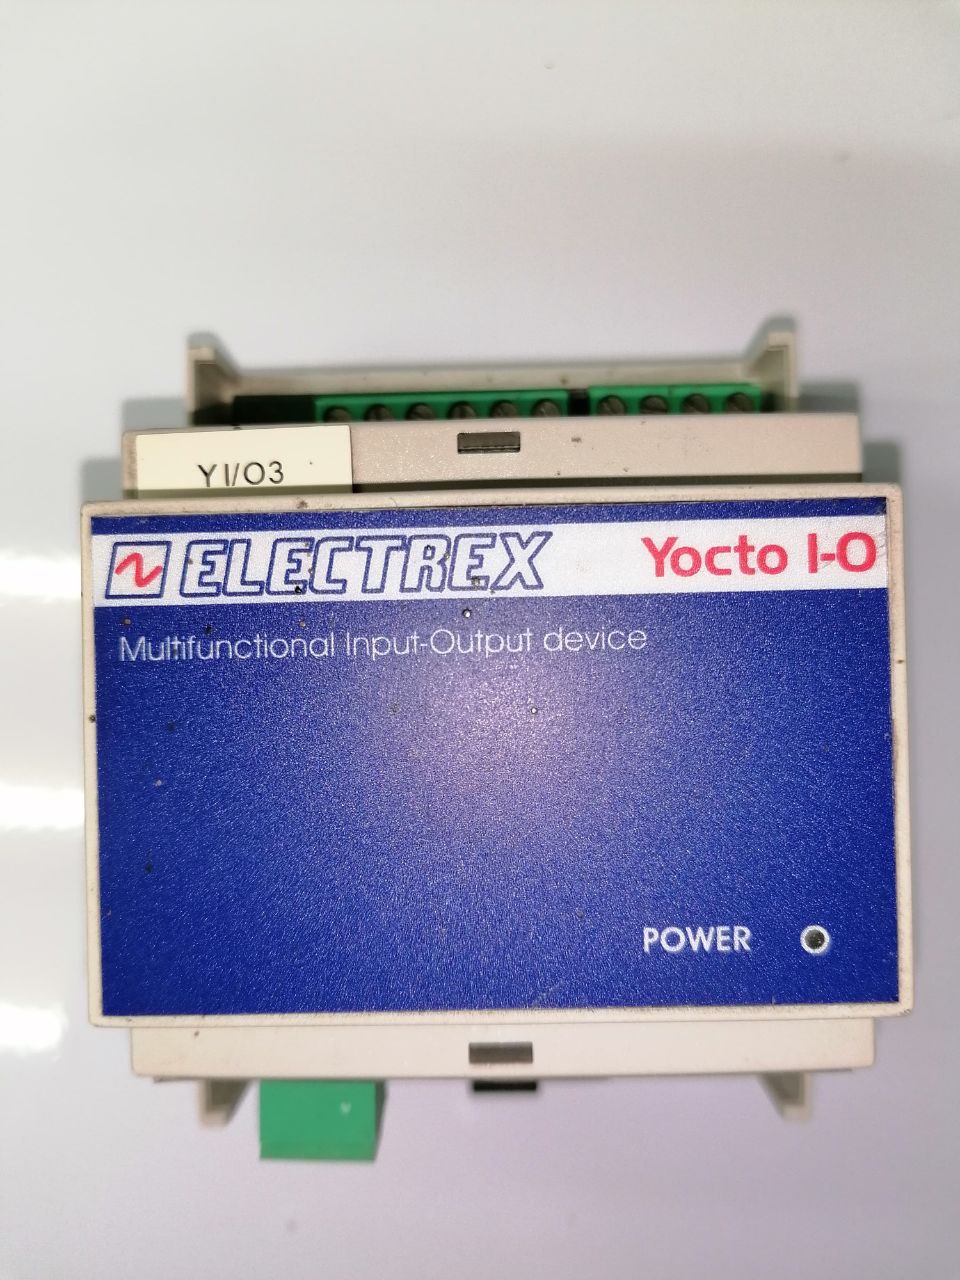 YI/O3
ELECTREX Yocto I-O
Multifunctional Input-Output device
POWER